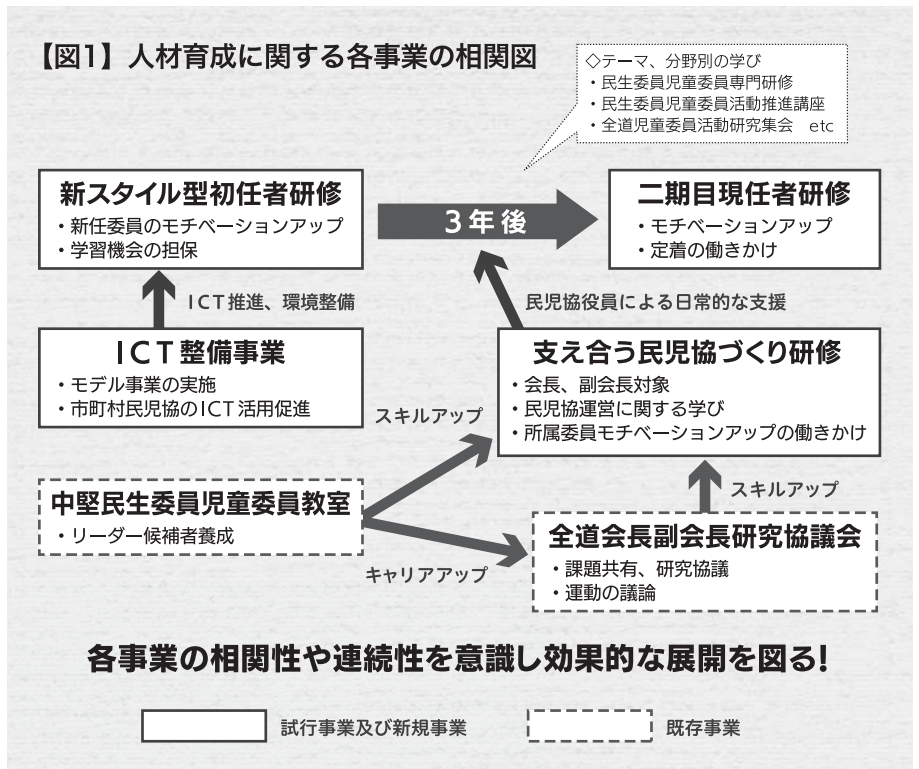 【図1】人材育成に関する各事業の相関図
◇テーマ、分野別の学び
・民生委員児童委員専門研修
・民生委員児童委員活動推進講座
・全道児童委員活動研究集会　etc
新スタイル型初任者研修
・新任委員のモチベーションアップ
・学習機会の担保
3年後
二期目現任者研修
・モチベーションアップ
・定着の働きかけ
ICT推進、環境整備
民児協役員による日常的な支援
ICT整備事業
・モデル事業の実施
・市町村民児協のICT活用促進
支え合う民児協づくり研修
・会長、副会長対象
・民児協運営に関する学び
・所属委員モチベーションアップの働きかけ
スキルアップ
中堅民生委員児童委員教室
・リーダー候補者養成
スキルアップ
キャリアアップ
全道会長副会長研究協議会
・課題共有、研究協議
・運動の議論
各事業の相関性や連続性を意識し効果的な展開を図る!
試行事業及び新規事業
既存事業